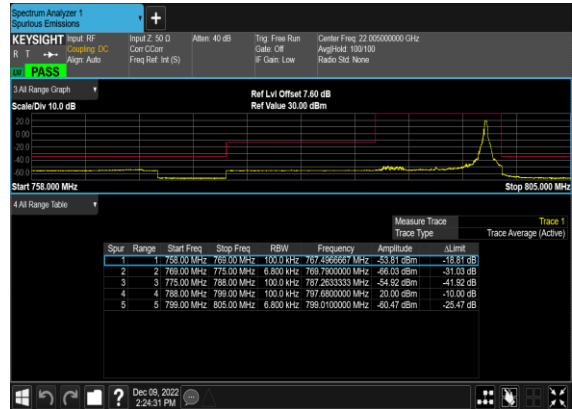 Spectrum Analyzer 1
Spurious Emissions
KEYSIGHT Input: RF Input Z: 50 Ω Atten: 40 dB Trig: Free Run Center Freq: 22.005000000 GHz
R T Coupling: DC Corr CCorr Gate: Off Avg|Hold: 100/100
Align: Auto Freq Ref: Int (S) IF Gain: Low Radio Std: None
LXI PASS
3 All Range Graph
Ref Lvl Offset 7.60 dB
Scale/Div 10.0 dB Ref Value 30.00 dBm
20.0
0.00
-20.0
-40.0
-60.0
Start 758.000 MHz Stop 805.000 MHz
4 All Range Table
Measure Trace Trace 1
Trace Type Trace Average (Active)
Spur Range Start Freq Stop Freq RBW Frequency Amplitude ΔLimit
1 1 758.00 MHz 769.00 MHz 100.0 kHz 767.4966667 MHz -53.81 dBm -18.81 dB
2 2 769.00 MHz 775.00 MHz 6.800 kHz 769.7900000 MHz -66.03 dBm -31.03 dB
3 3 775.00 MHz 788.00 MHz 100.0 kHz 787.2633333 MHz -54.92 dBm -41.92 dB
4 4 788.00 MHz 799.00 MHz 100.0 kHz 797.6800000 MHz 20.00 dBm -10.00 dB
5 5 799.00 MHz 805.00 MHz 6.800 kHz 799.0100000 MHz -60.47 dBm -25.47 dB
Dec 09, 2022
2:24:31 PM